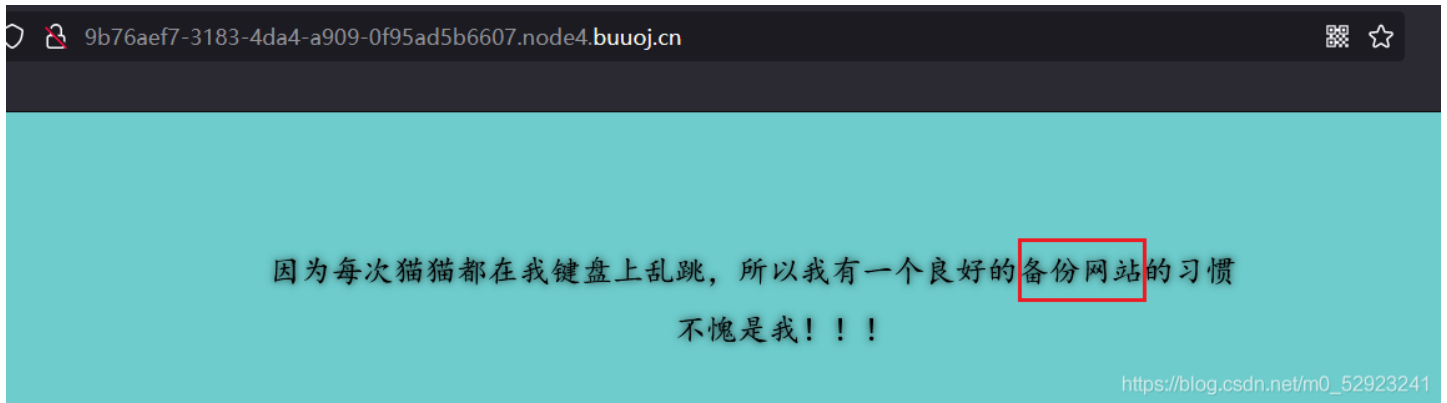 9b76aef7-3183-4da4-a909-0f95ad5b6607.node4.buuoj.cn
因为每次猫猫都在我键盘上乱跳，所以我有一个良好的备份网站的习惯
不愧是我！！！
https://blog.csdn.net/m0_52923241